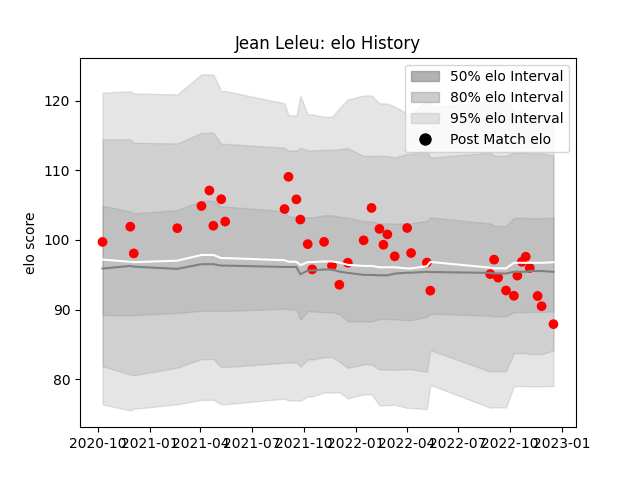 Jean Leleu: elo History
50% elo Interval
80% elo Interval
95% elo Interval
Post Match elo
elo score
120
110
100
90
80
2020-10 2021-01 2021-04 2021-07 2021-10 2022-01 2022-04 2022-07 2022-10 2023-01